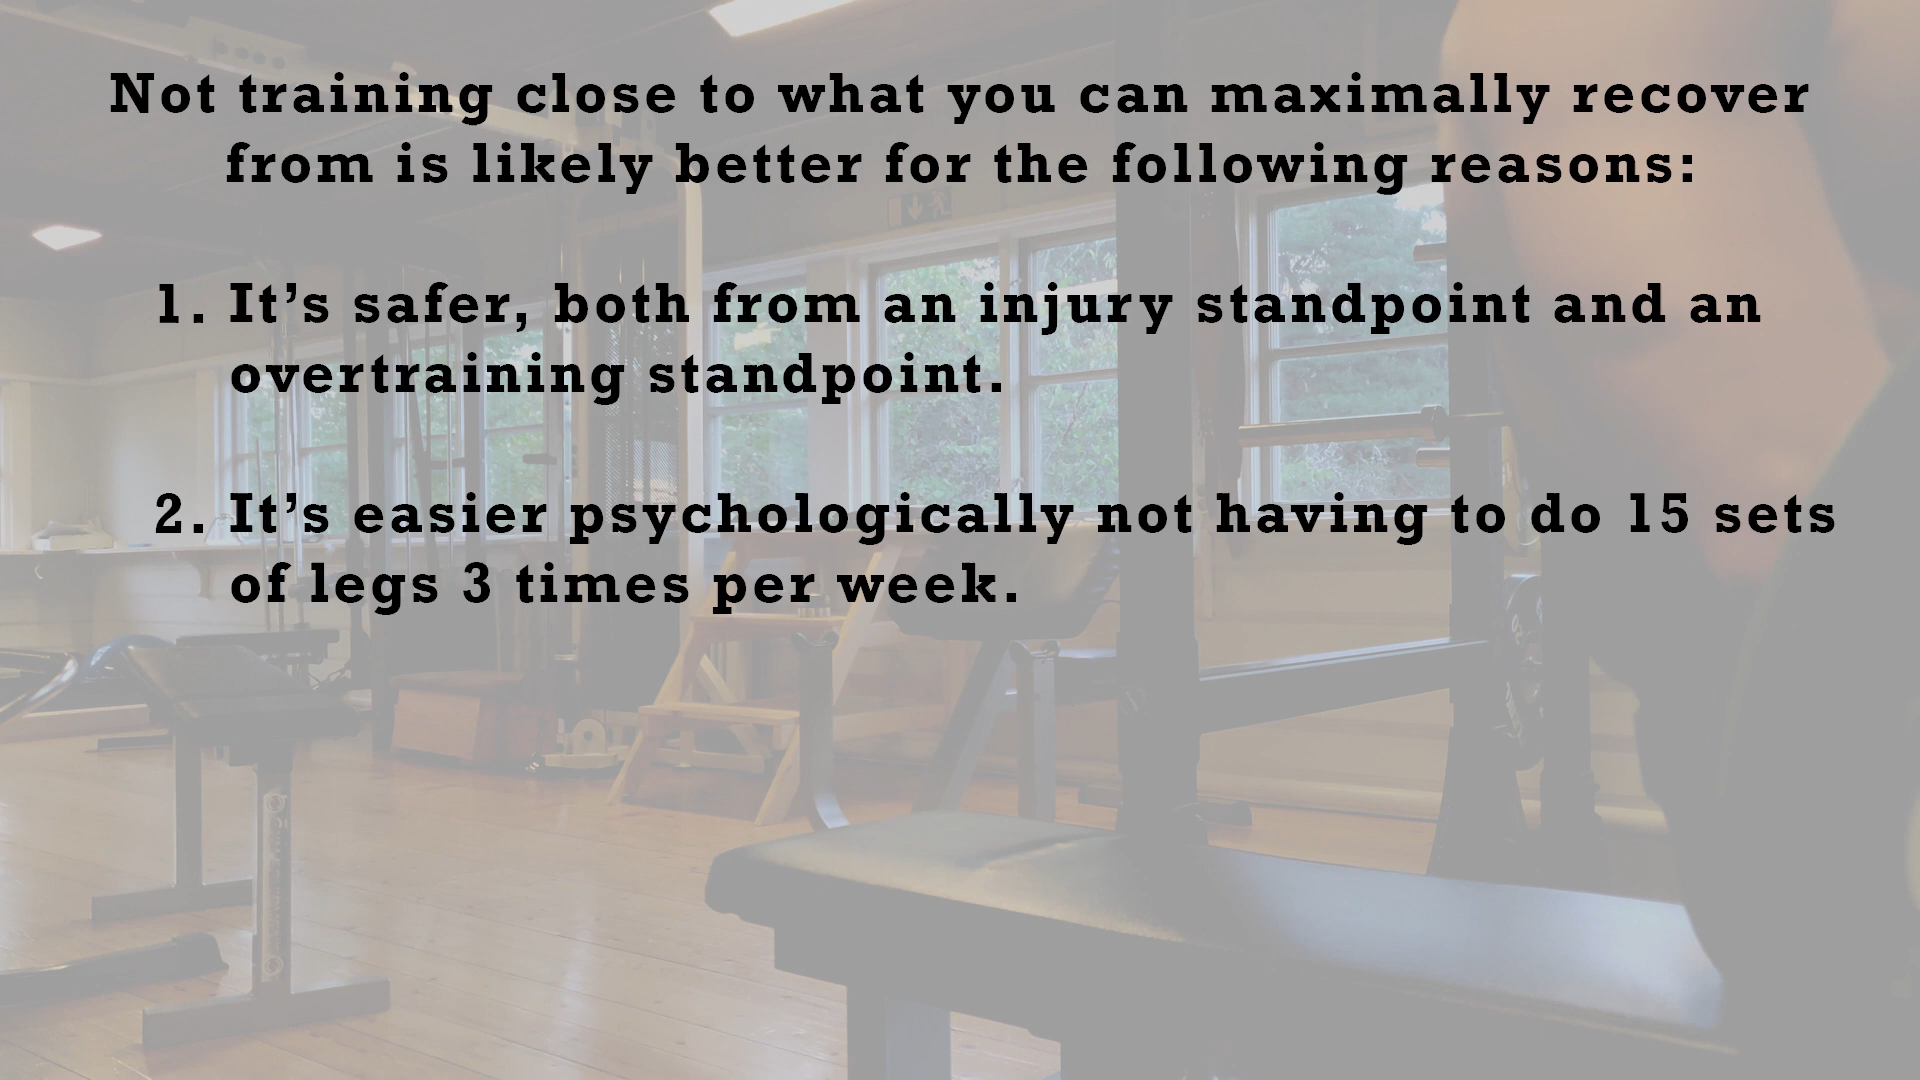 Not training close to what you can maximally recover
from is likely better for the following reasons:
1. It’s safer, both from an injury standpoint and an
overtraining standpoint.
2. It’s easier psychologically not having to do 15 sets
of legs 3 times per week.